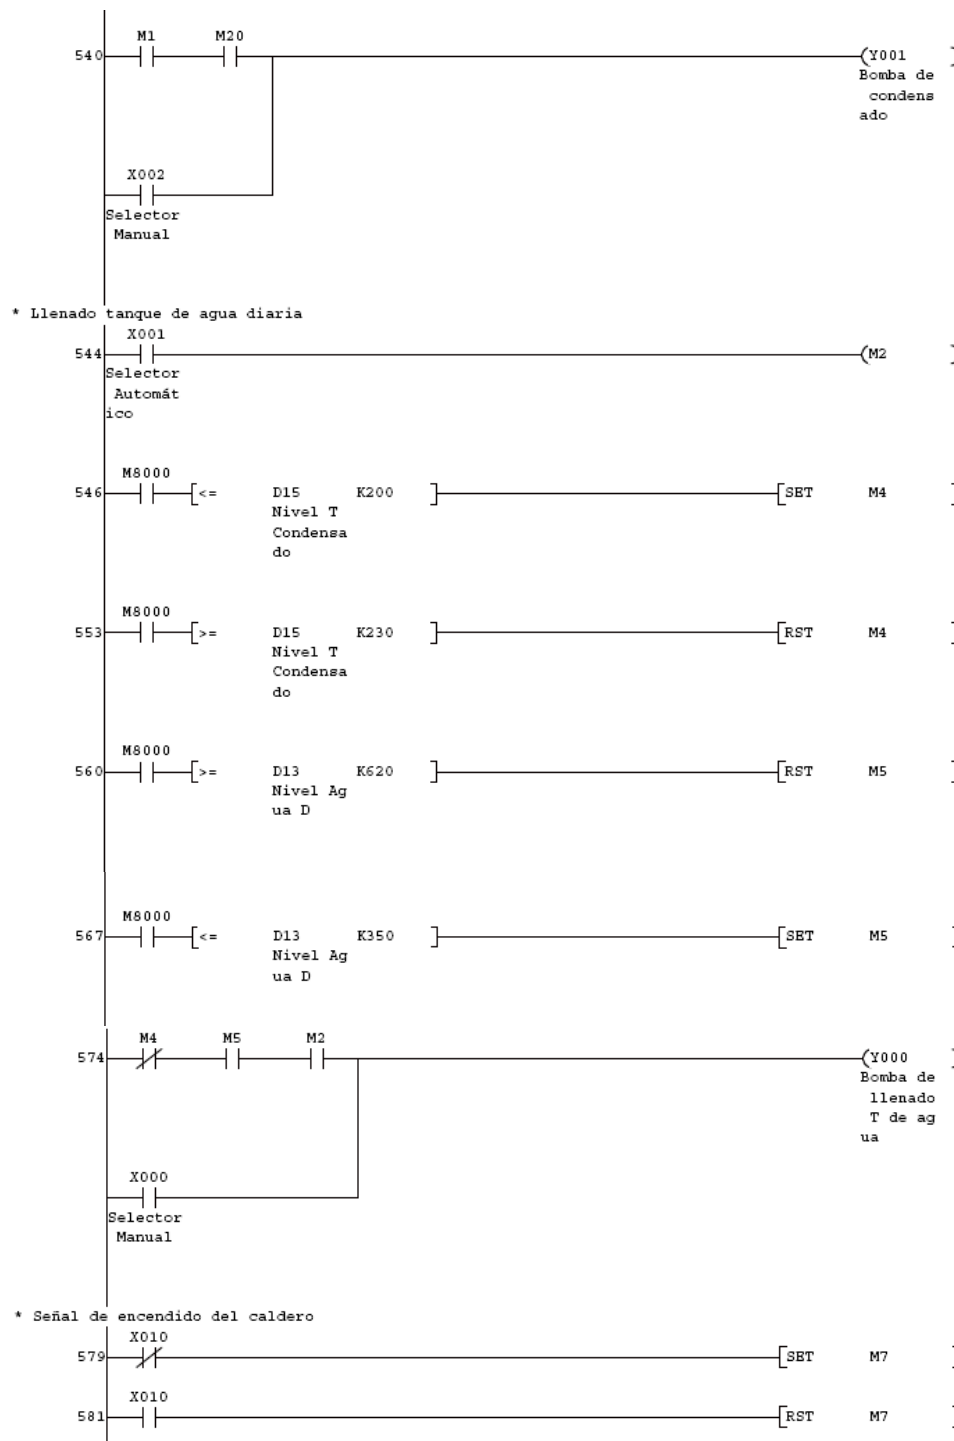 M1 M20
540 (Y001
Bomba de
condens
ado
X002
Selector
Manual
* Llenado tanque de agua diaria
X001
544 (M2
Selector
Automát
ico
M8000
546 [<= D15 K200 ] [SET M4 ]
Nivel T
Condensa
do
M8000
553 [>= D15 K230 ] [RST M4 ]
Nivel T
Condensa
do
M8000
560 [>= D13 K620 ] [RST M5 ]
Nivel Ag
ua D
M8000
567 [<= D13 K350 ] [SET M5 ]
Nivel Ag
ua D
M4 M5 M2
574 (Y000
Bomba de
llenado
T de ag
ua
X000
Selector
Manual
* Señal de encendido del caldero
X010
579 [SET M7 ]
X010
581 [RST M7 ]